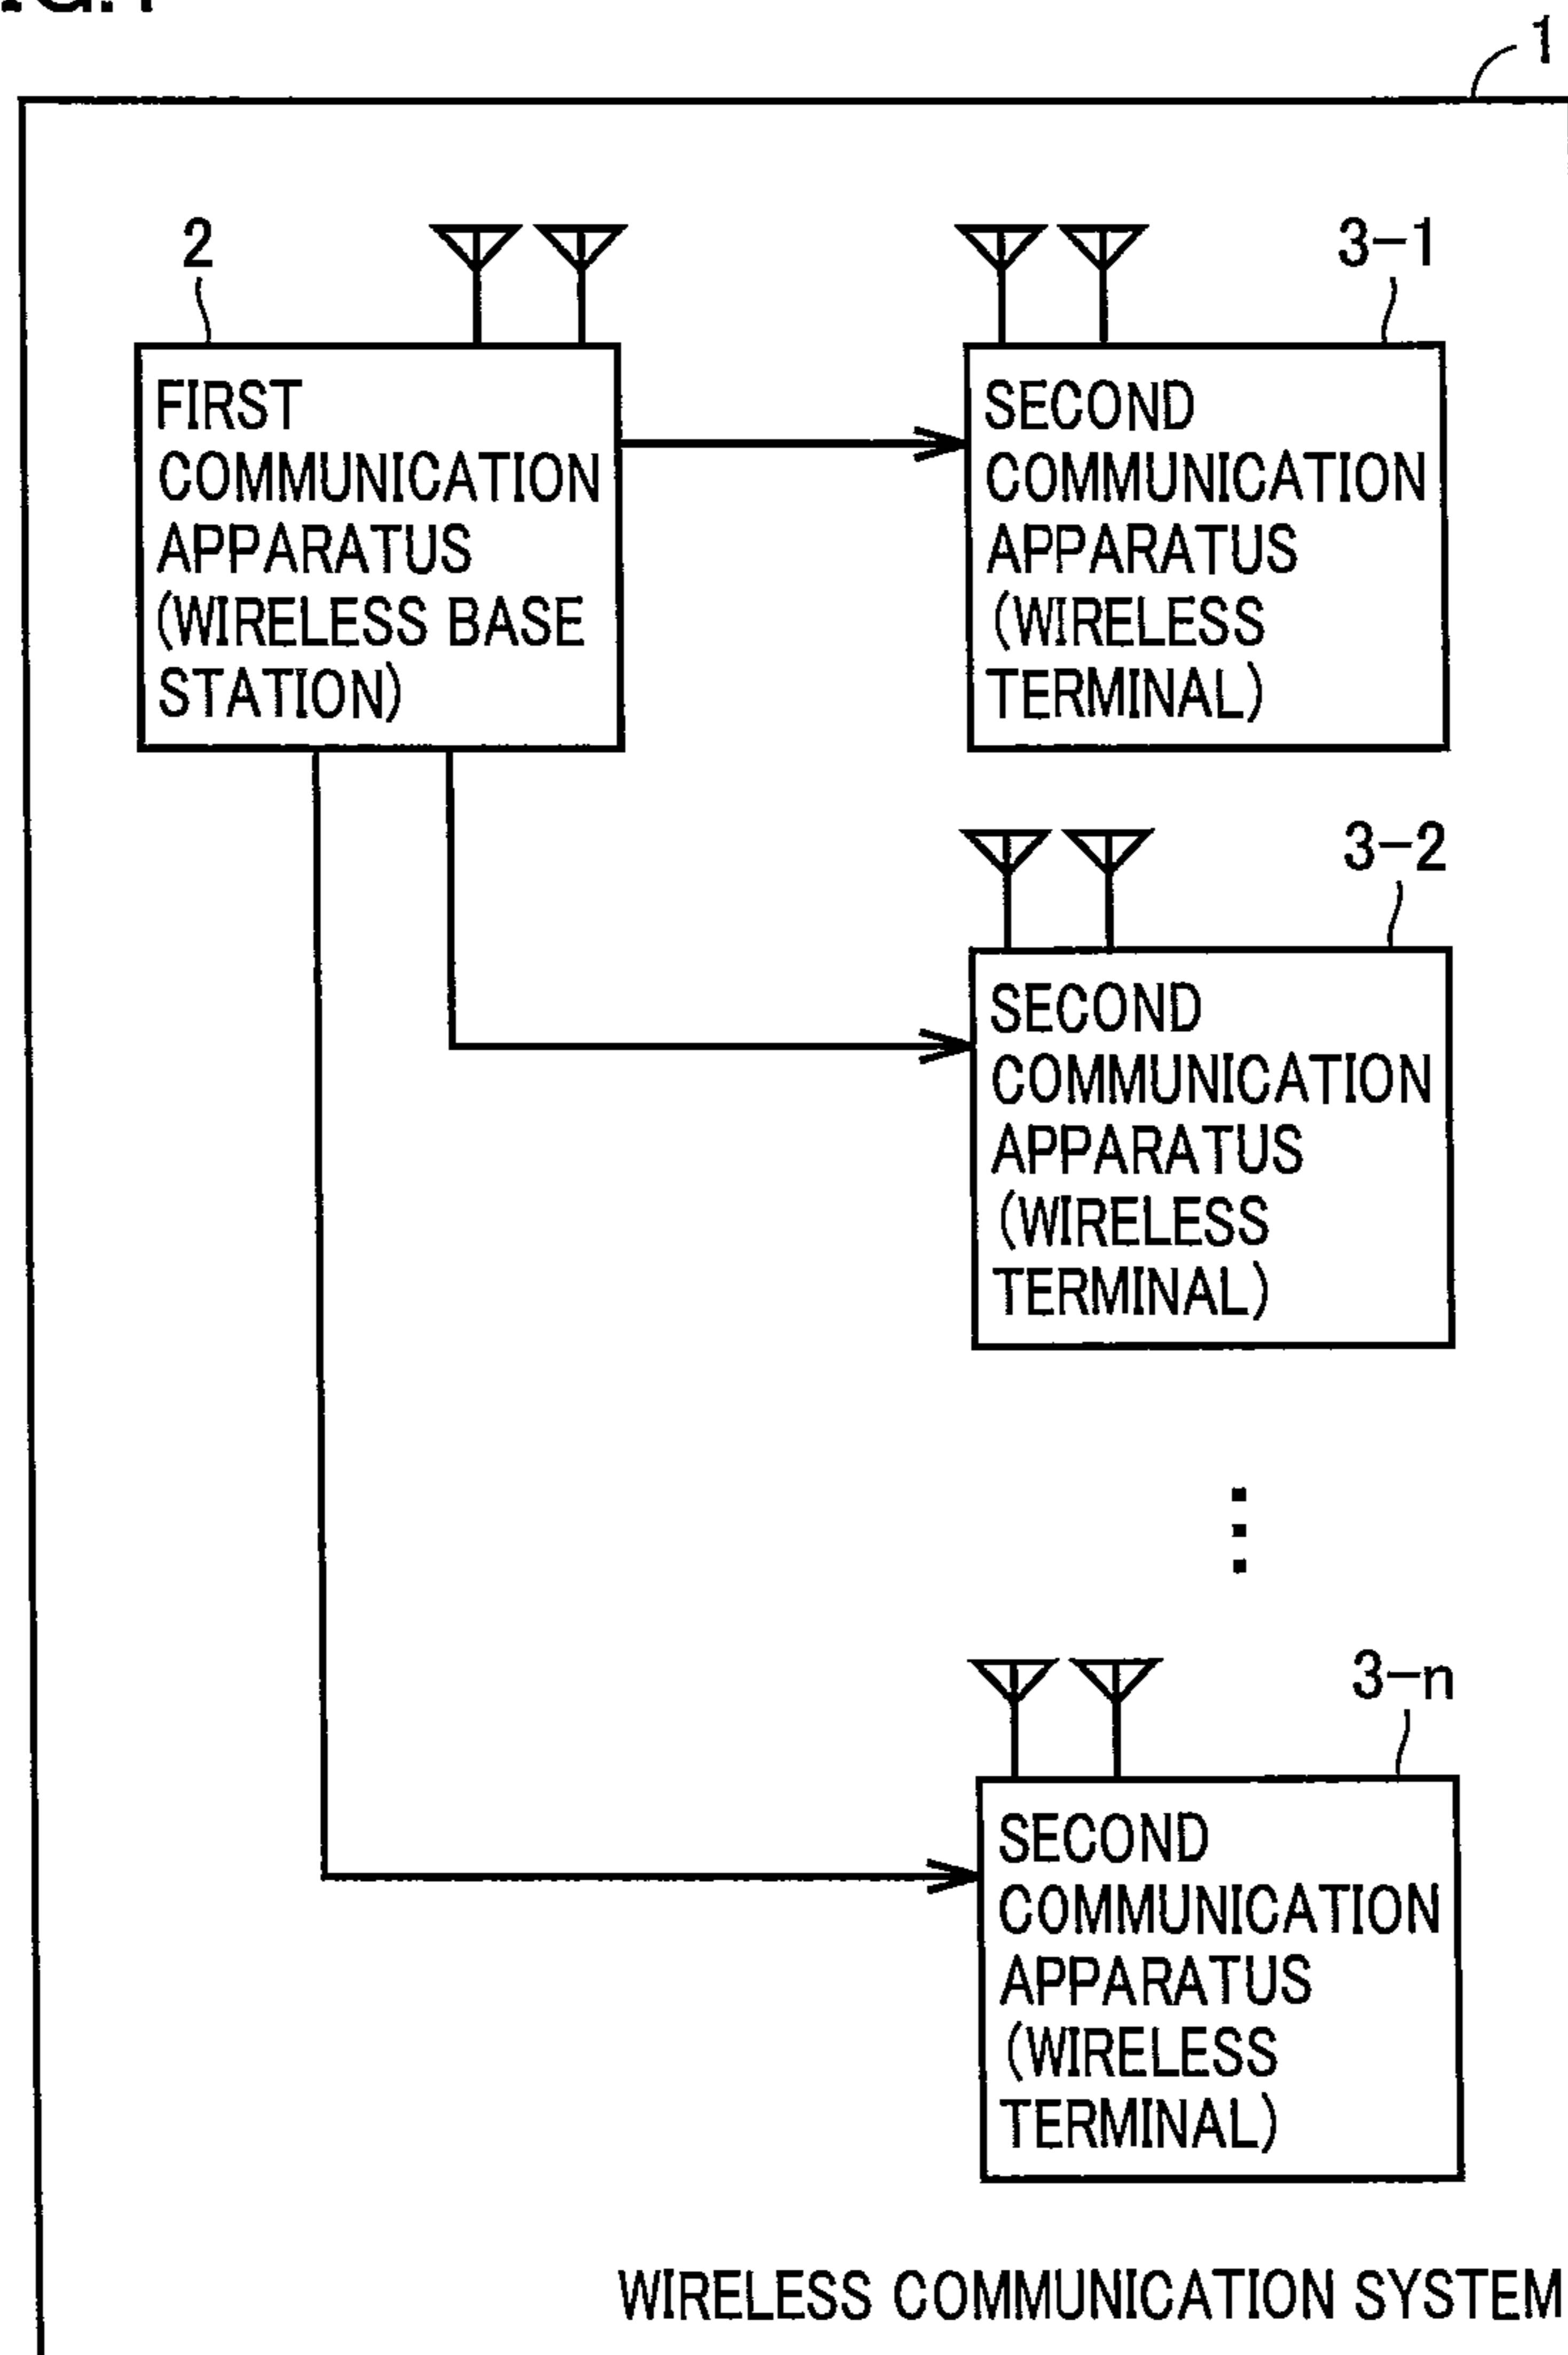 1
2
3-1
FIRST
COMMUNICATION
APPARATUS
(WIRELESS BASE
STATION)
SECOND
COMMUNICATION
APPARATUS
(WIRELESS
TERMINAL)
3-2
SECOND
COMMUNICATION
APPARATUS
(WIRELESS
TERMINAL)
3-n
SECOND
COMMUNICATION
APPARATUS
(WIRELESS
TERMINAL)
WIRELESS COMMUNICATION SYSTEM